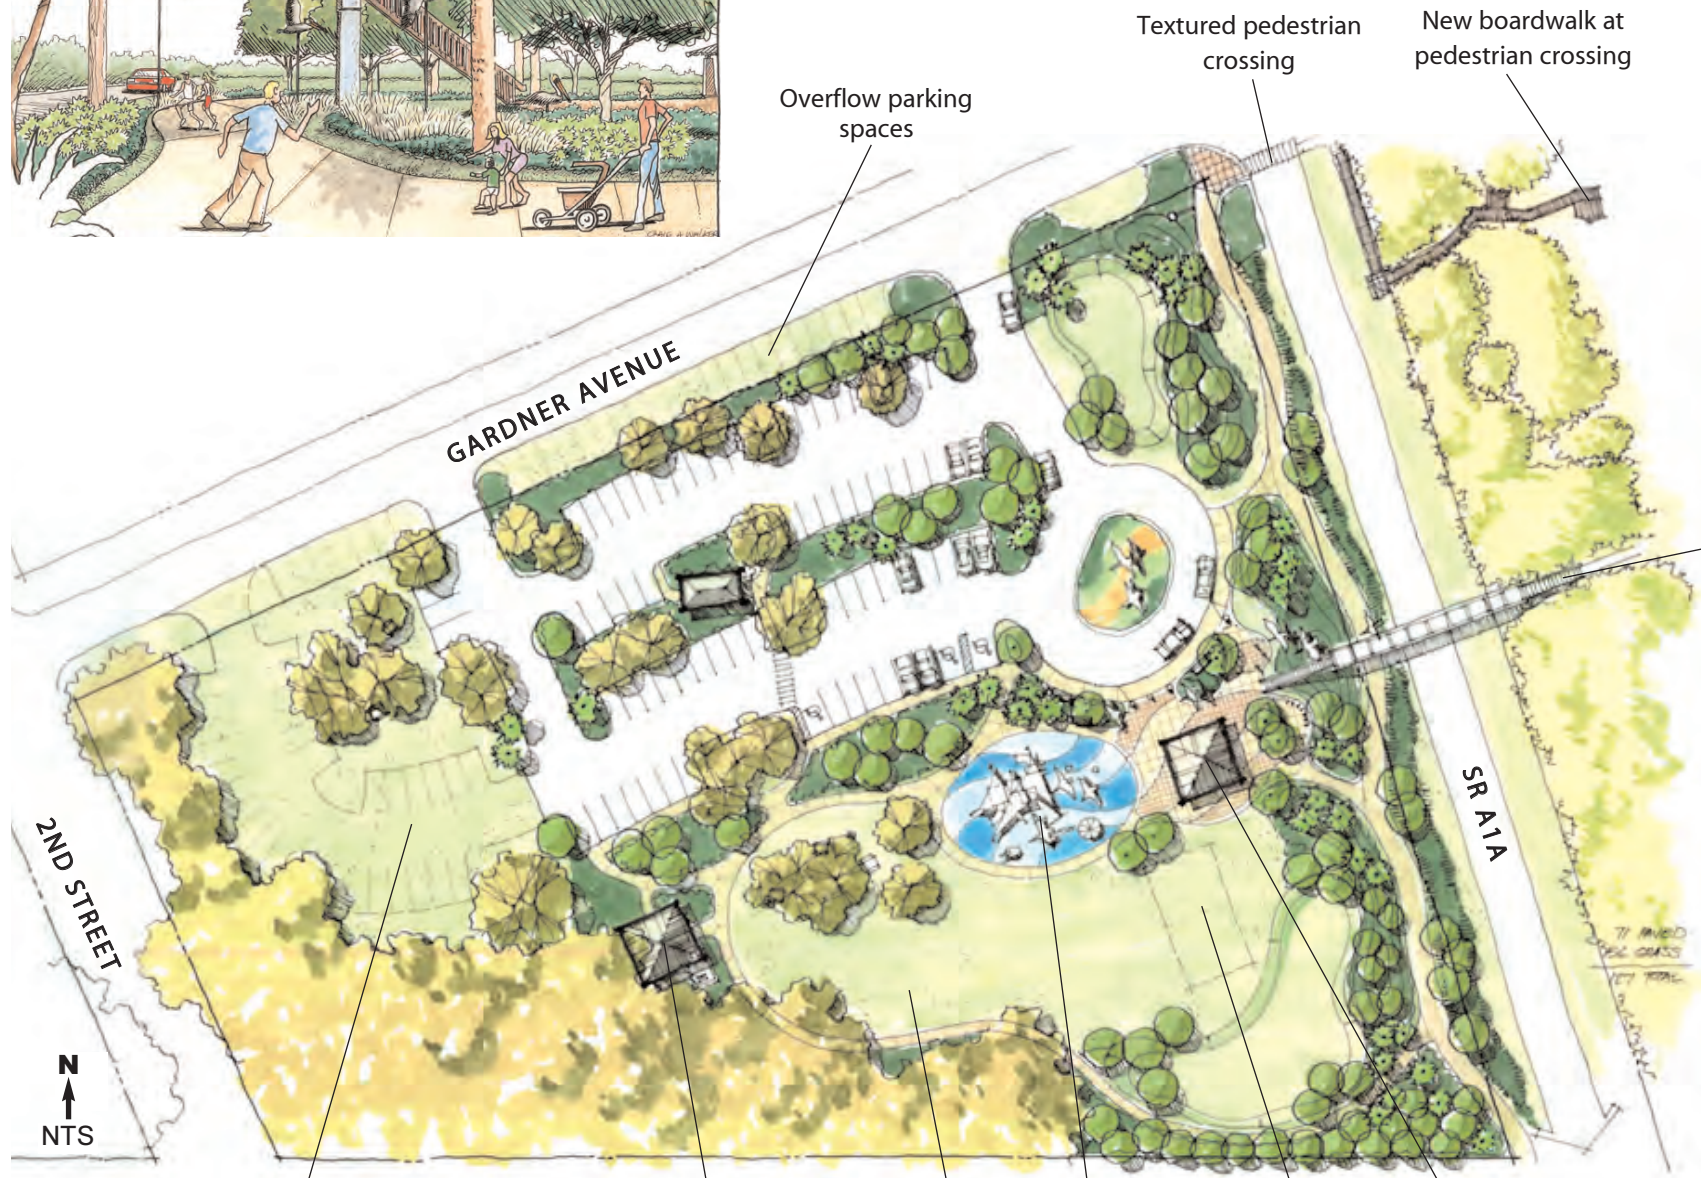 Textured pedestrian
crossing
New boardwalk at
pedestrian crossing
Overflow parking
spaces
GARDNER AVENUE
2ND STREET
SR A1A
N
NTS